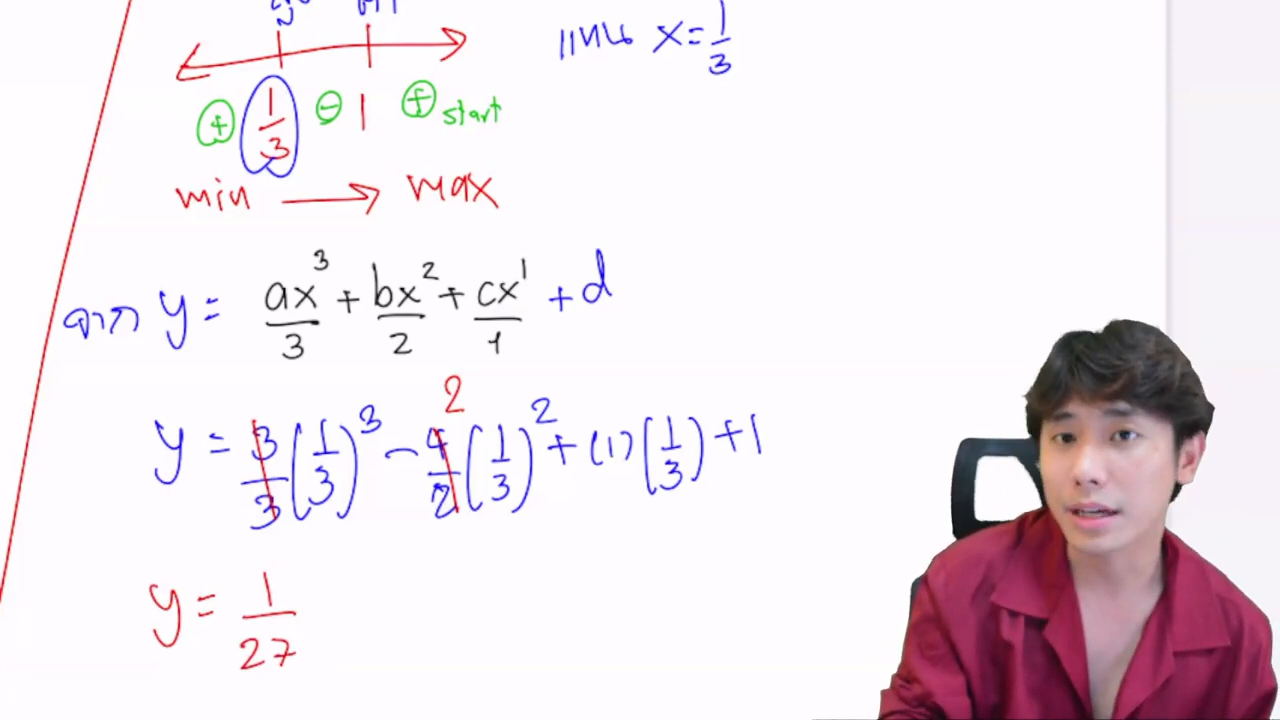 แทน x = 1/3
+ 1/3 − 1 + start
min → max
จาก y = ax³/3 + bx²/2 + cx¹/1 + d
2
y = 3/3 (1/3)³ − 4/2 (1/3)² + (1)(1/3) + 1
y = 1/27